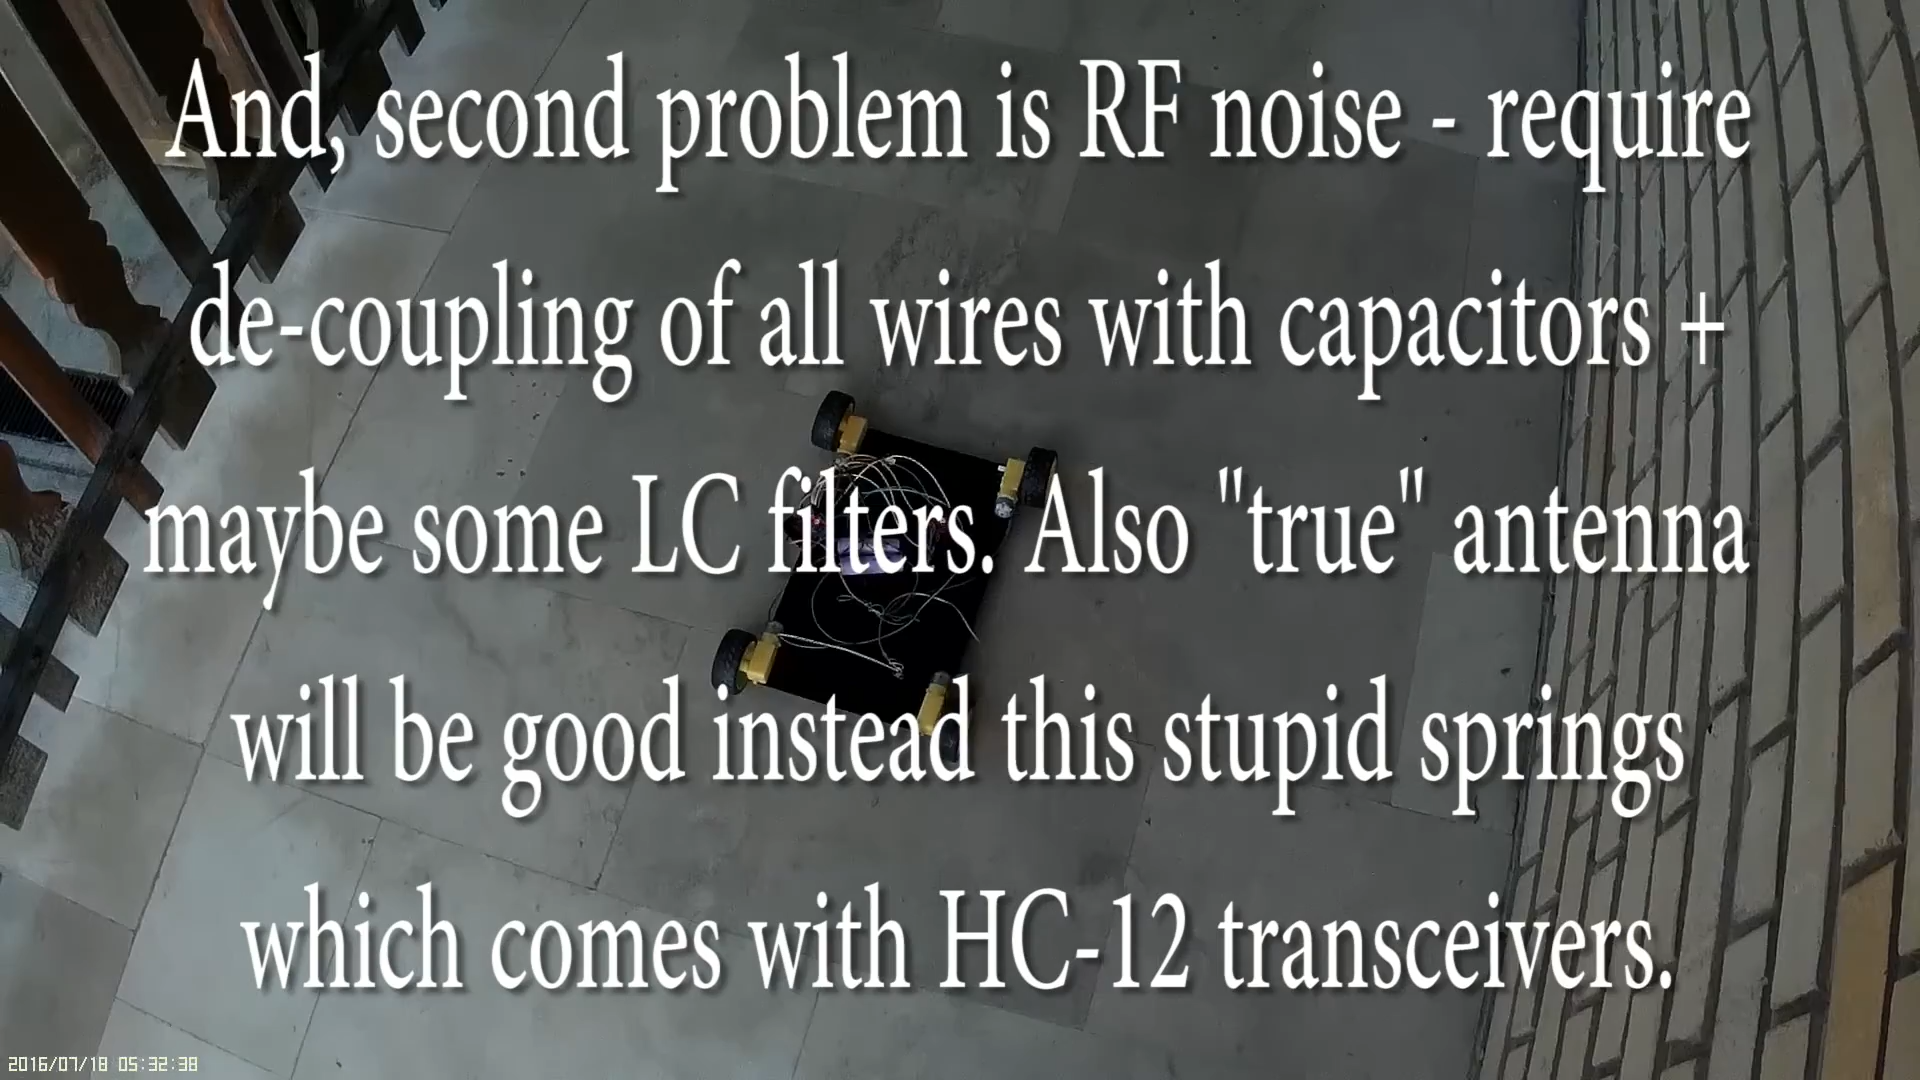 And, second problem is RF noise - require
de-coupling of all wires with capacitors +
maybe some LC filters. Also "true" antenna
will be good instead this stupid springs
which comes with HC-12 transceivers.
2016/07/18 05:32:38